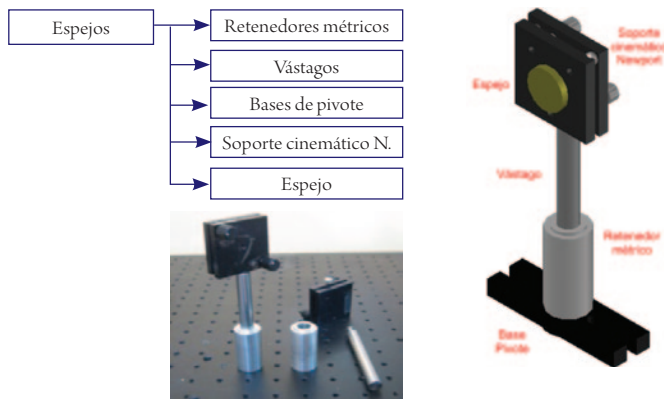 Espejos
Retenedores métricos
Vástagos
Bases de pivote
Soporte cinemático N.
Espejo
Soporte
cinemático
Newport
Espejo
Vástago
Retenedor
métrico
Base
Pivote